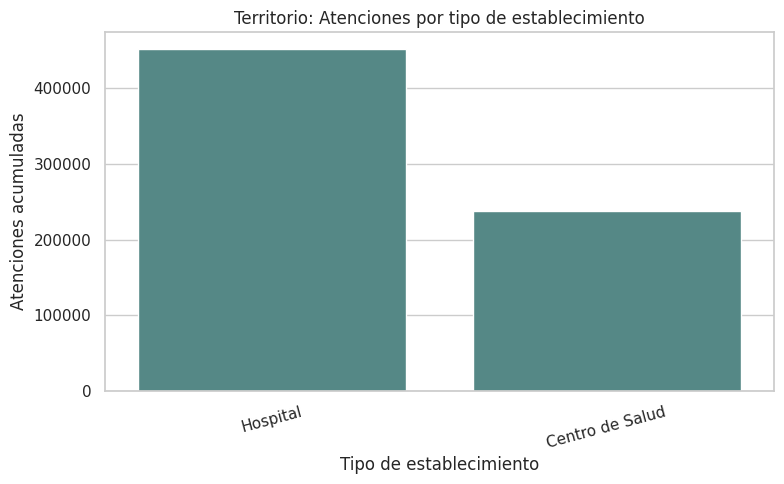 Territorio: Atenciones por tipo de establecimiento
Atenciones acumuladas
400000
300000
200000
100000
0
Hospital
Centro de Salud
Tipo de establecimiento